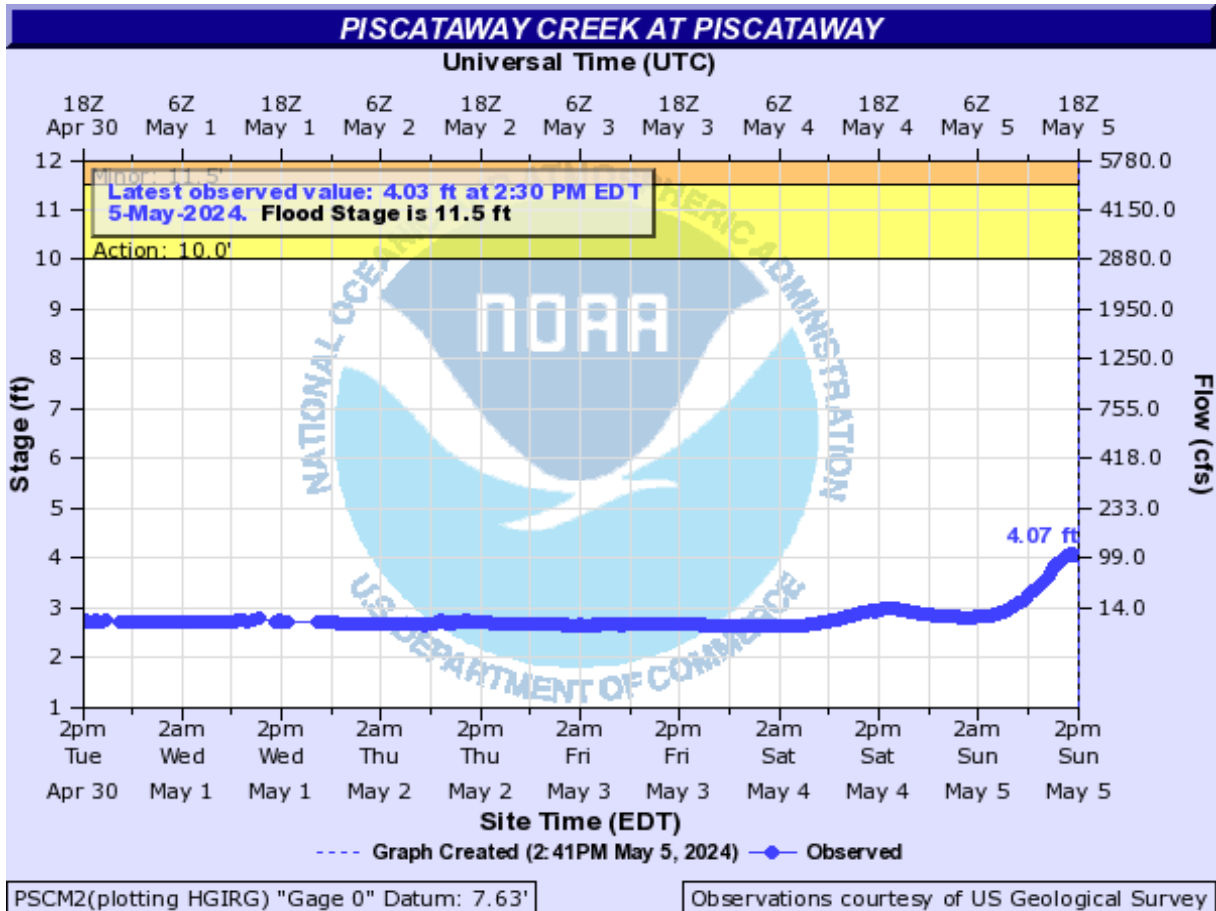 PISCATAWAY CREEK AT PISCATAWAY
Universal Time (UTC)
18Z 6Z 18Z 6Z 18Z 6Z 18Z 6Z 18Z 6Z 18Z
Apr 30 May 1 May 1 May 2 May 2 May 3 May 3 May 4 May 4 May 5 May 5
12 5780.0
Minor: 11.5'
Latest observed value: 4.03 ft at 2:30 PM EDT
5-May-2024. Flood Stage is 11.5 ft
11 4150.0
Action: 10.0'
10 2880.0
9 1950.0
8 1250.0
7 755.0
6 418.0
5 233.0
4 99.0
3 14.0
2
1
Stage (ft)
Flow (cfs)
NATIONAL OCEANIC AND ATMOSPHERIC ADMINISTRATION
NOAA
U.S. DEPARTMENT OF COMMERCE
4.07 ft
2pm 2am 2pm 2am 2pm 2am 2pm 2am 2pm 2am 2pm
Tue Wed Wed Thu Thu Fri Fri Sat Sat Sun Sun
Apr 30 May 1 May 1 May 2 May 2 May 3 May 3 May 4 May 4 May 5 May 5
Site Time (EDT)
Graph Created (2:41PM May 5, 2024) Observed
PSCM2(plotting HGIRG) "Gage 0" Datum: 7.63'
Observations courtesy of US Geological Survey